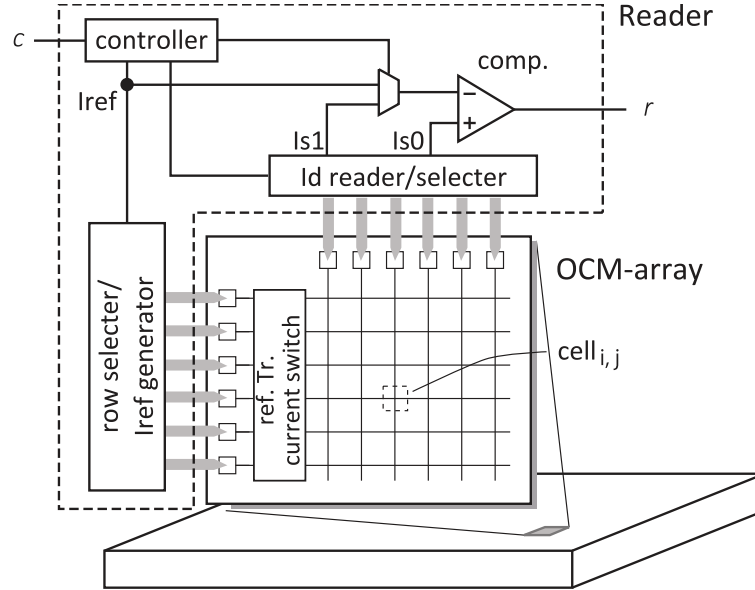 Reader
c
controller
comp.
Iref
−
r
+
Is1
Is0
Id reader/selecter
OCM-array
row selecter/
Iref generator
ref. Tr.
current switch
cell i, j